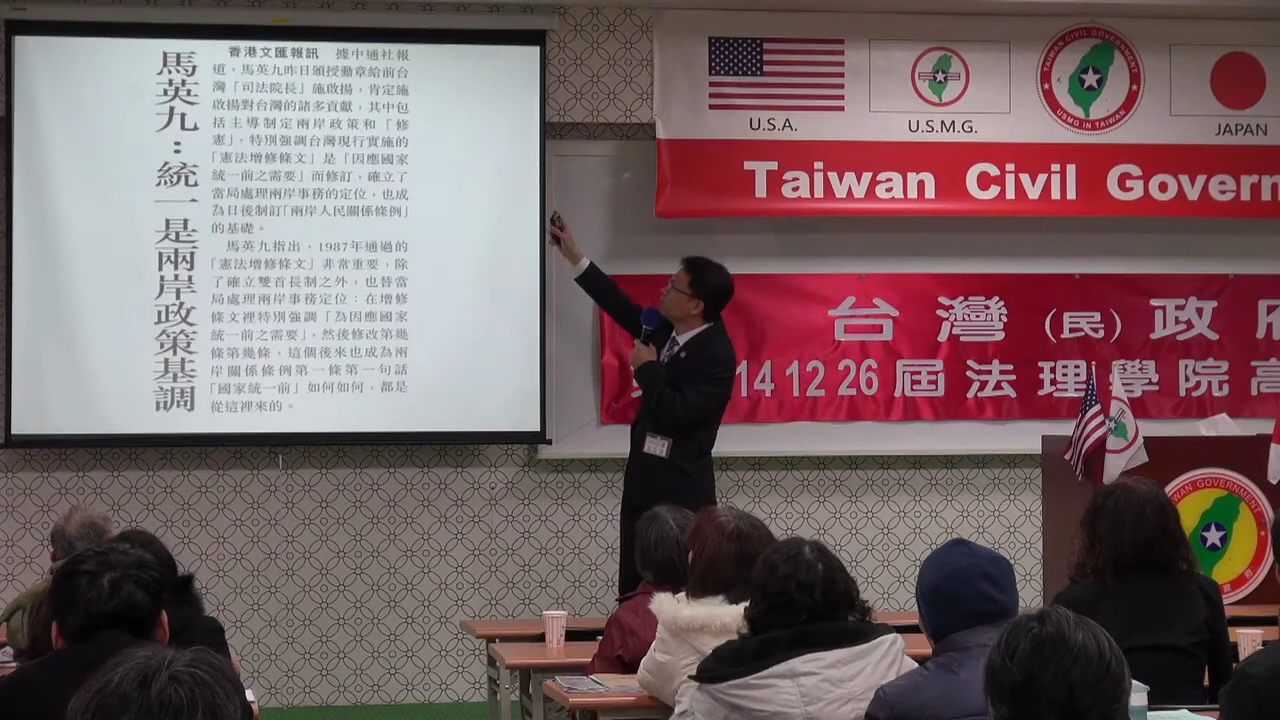 馬英九：統一是兩岸政策基調
香港文匯報訊　據中通社報
道，馬英九昨日頒授勳章給前台
灣「司法院長」施啟揚，肯定施
啟揚對台灣的諸多貢獻，其中包
括主導制定兩岸政策和「修
憲」，特別強調台灣現行實施的
「憲法增修條文」是「因應國家
統一前之需要」而修訂，確立了
當局處理兩岸事務的定位，也成
為日後制訂「兩岸人民關係條例」
的基礎。
馬英九指出，1987年通過的
「憲法增修條文」非常重要，除
了確立雙首長制之外，也替當
局處理兩岸事務定位；在增修
條文裡特別強調「為因應國家
統一前之需要」，然後修改第幾
條第幾條，這個後來也成為兩
岸關係條例第一條第一句話
「國家統一前」如何如何，都是
從這裡來的。
U.S.A.
U.S.M.G.
TAIWAN CIVIL GOVERNMENT
USMG IN TAIWAN
JAPAN
Taiwan Civil Govern
台灣（民）政府
14 12 26 屆法理學院高
WAN GOVERNMENT